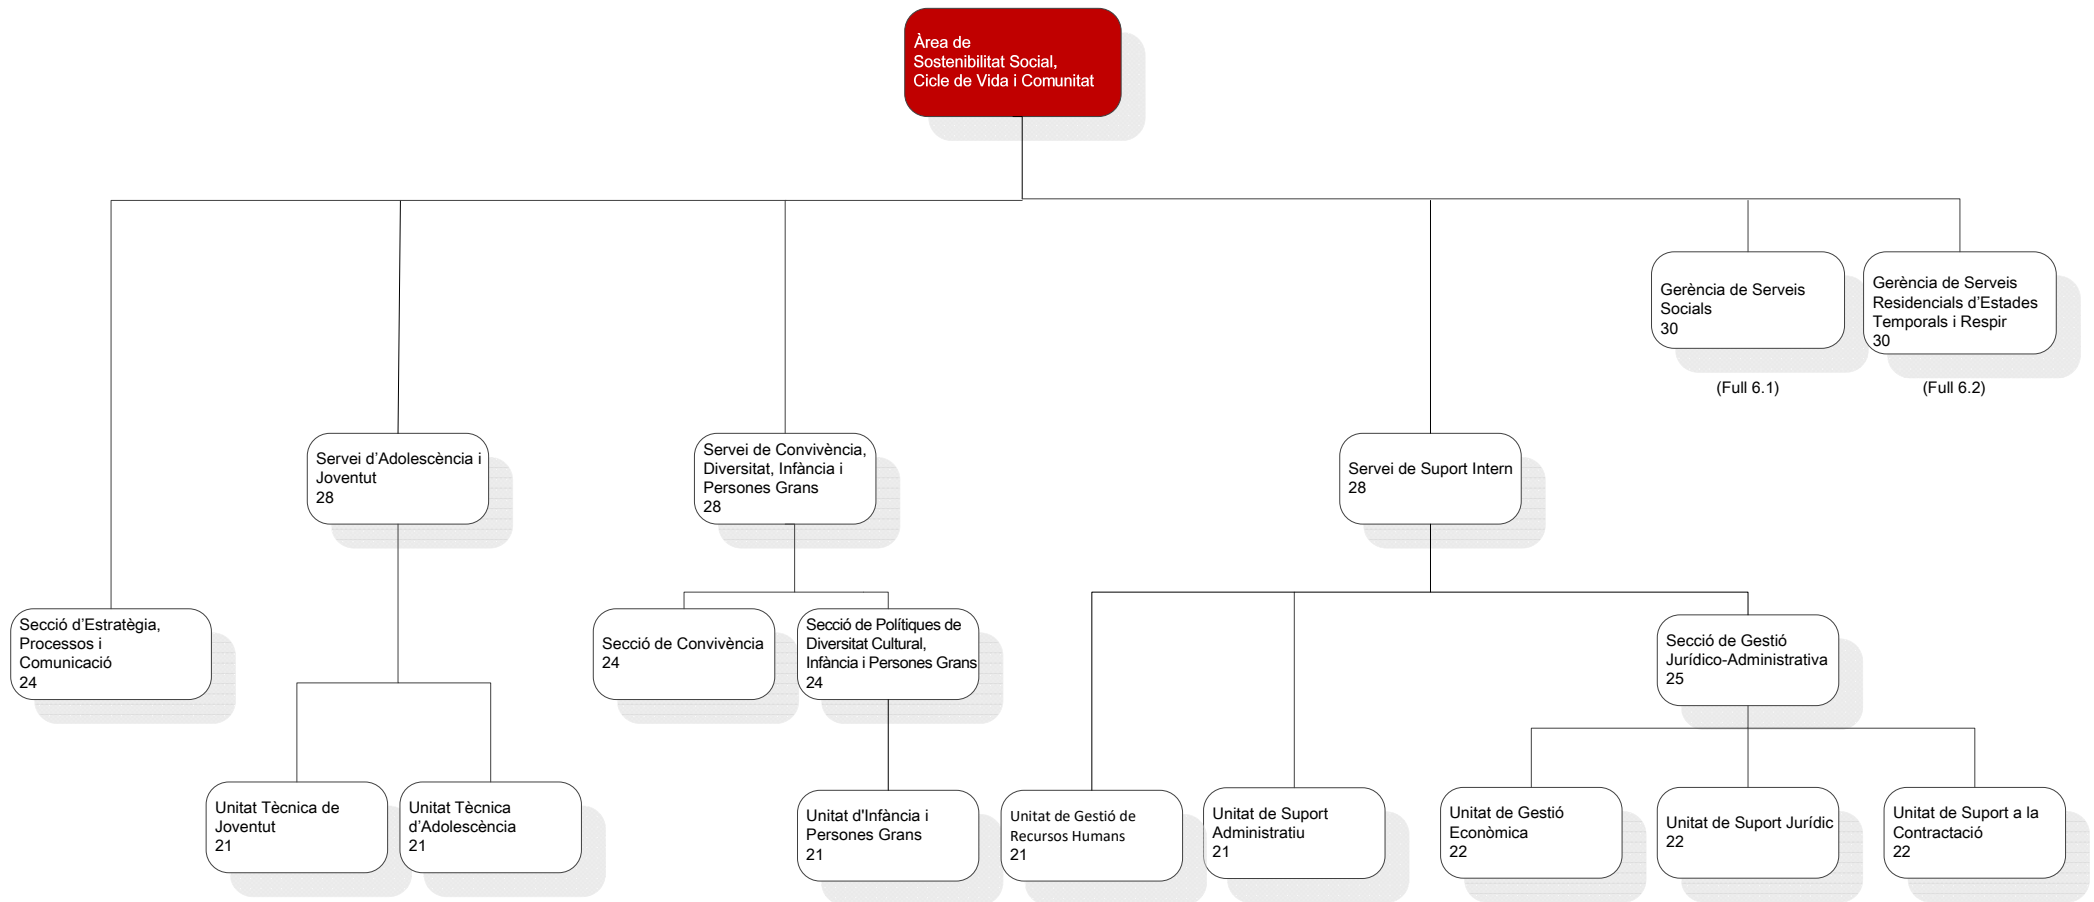 Àrea de
Sostenibilitat Social,
Cicle de Vida i Comunitat
Gerència de Serveis
Socials
30
(Full 6.1)
Gerència de Serveis
Residencials d’Estades
Temporals i Respir
30
(Full 6.2)
Servei d’Adolescència i
Joventut
28
Servei de Convivència,
Diversitat, Infància i
Persones Grans
28
Servei de Suport Intern
28
Secció d’Estratègia,
Processos i
Comunicació
24
Secció de Convivència
24
Secció de Polítiques de
Diversitat Cultural,
Infància i Persones Grans
24
Secció de Gestió
Jurídico-Administrativa
25
Unitat Tècnica de
Joventut
21
Unitat Tècnica
d’Adolescència
21
Unitat d'Infància i
Persones Grans
21
Unitat de Gestió de
Recursos Humans
21
Unitat de Suport
Administratiu
21
Unitat de Gestió
Econòmica
22
Unitat de Suport Jurídic
22
Unitat de Suport a la
Contractació
22